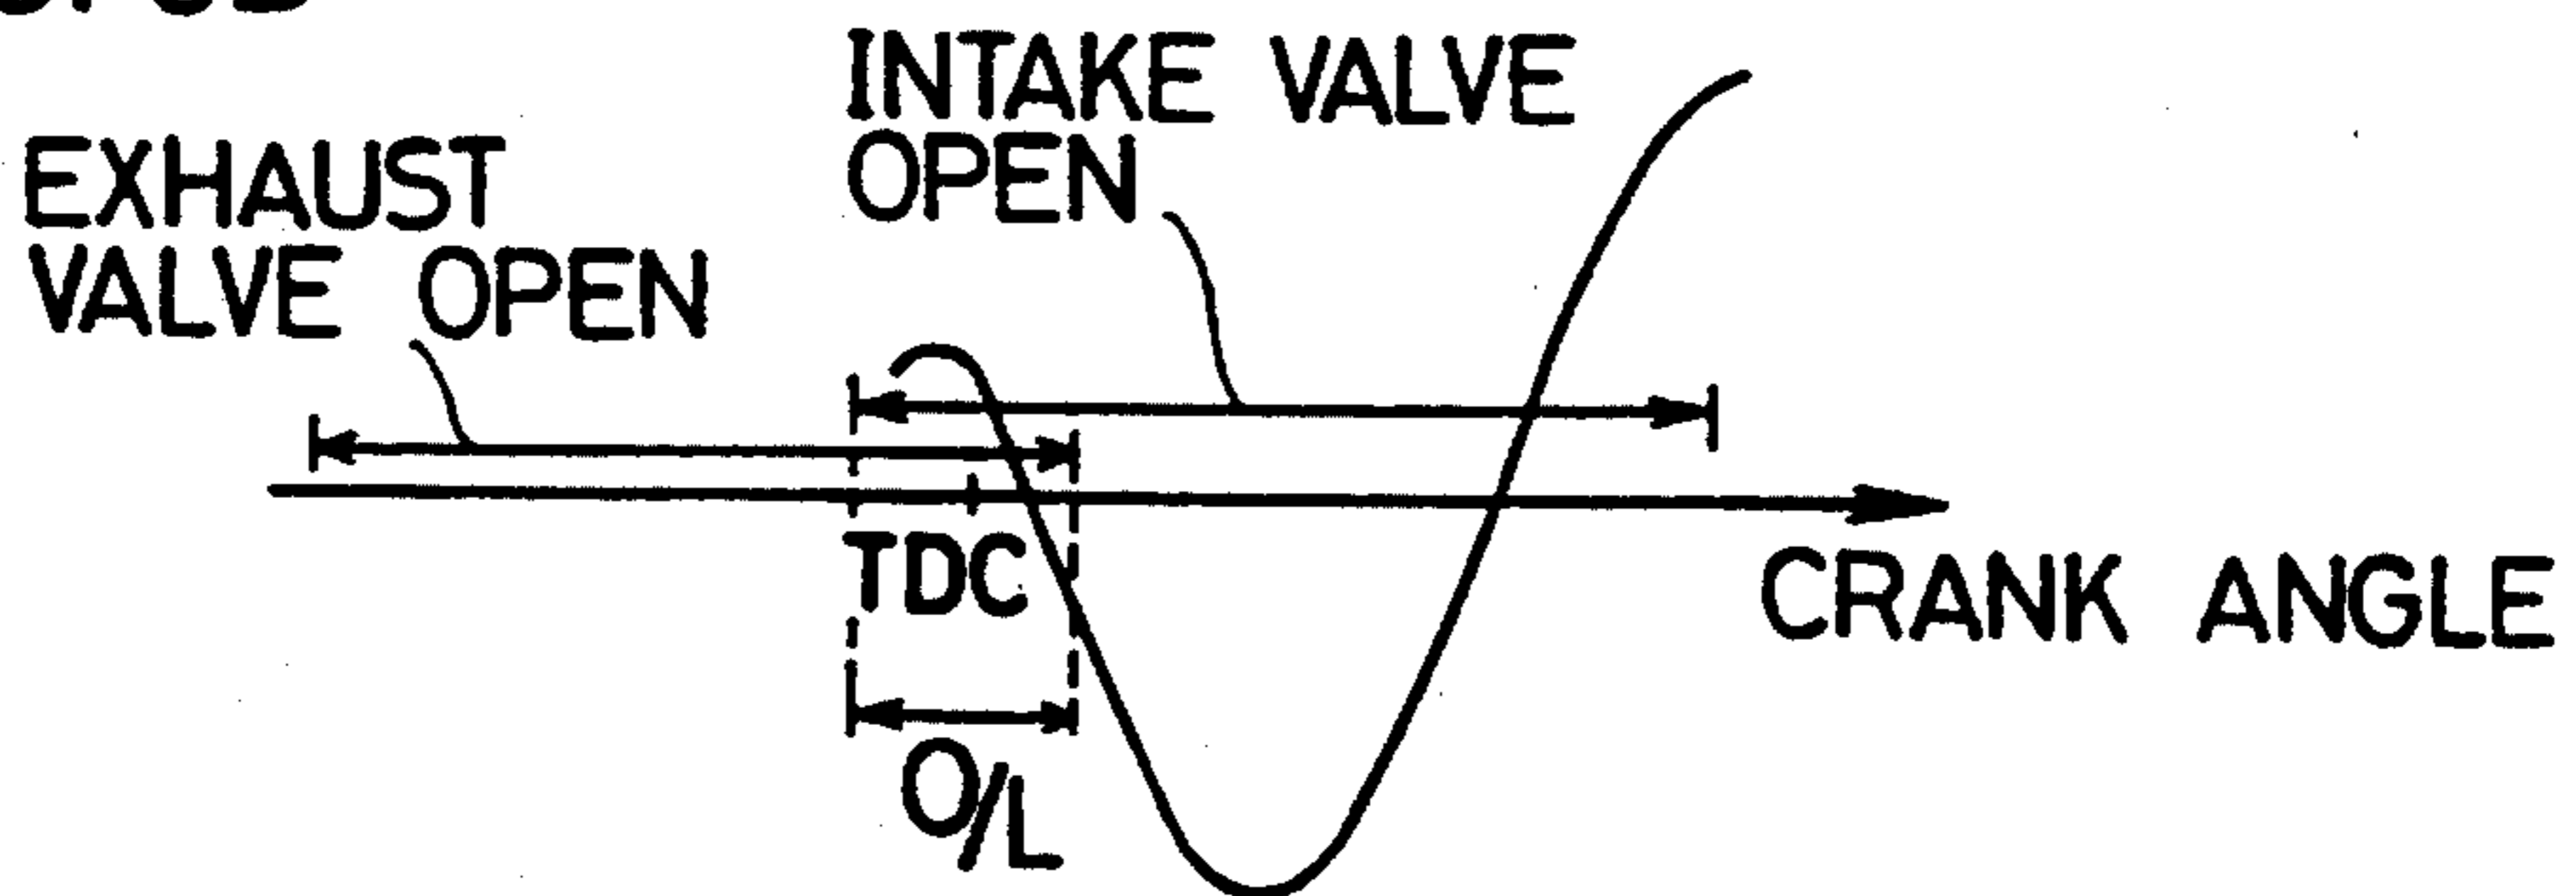 INTAKE VALVE
OPEN
EXHAUST
VALVE OPEN
TDC
CRANK ANGLE
O/L